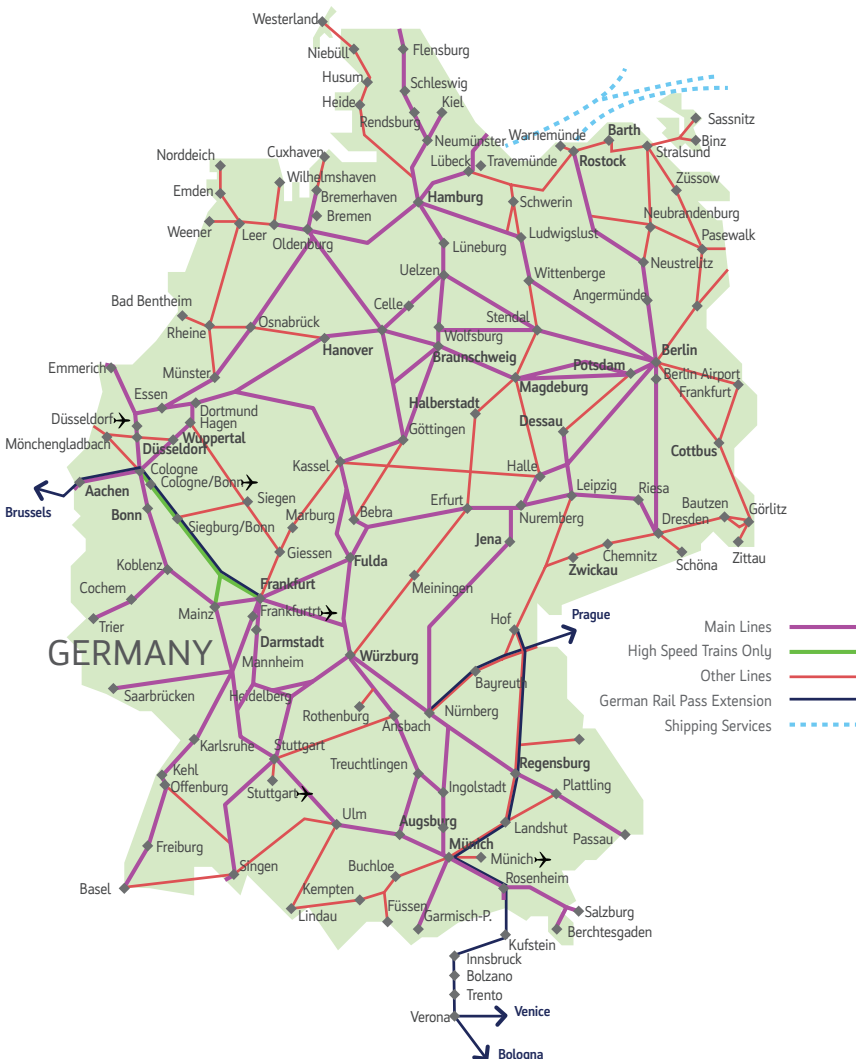 Westerland
Niebüll
Flensburg
Husum
Schleswig
Heide
Kiel
Rendsburg
Sassnitz
Neumünster
Warnemünde
Barth
Binz
Norddeich
Cuxhaven
Lübeck
Travemünde
Rostock
Stralsund
Wilhelmshaven
Züssow
Emden
Bremerhaven
Hamburg
Schwerin
Bremen
Neubrandenburg
Weener
Leer
Oldenburg
Lüneburg
Ludwigslust
Pasewalk
Uelzen
Neustrelitz
Wittenberge
Bad Bentheim
Celle
Angermünde
Rheine
Osnabrück
Stendal
Wolfsburg
Hanover
Braunschweig
Berlin
Emmerich
Münster
Potsdam
Berlin Airport
Magdeburg
Frankfurt
Essen
Dortmund
Halberstadt
Düsseldorf
Hagen
Dessau
Mönchengladbach
Wuppertal
Göttingen
Düsseldorf
Cottbus
Cologne
Kassel
Halle
Cologne/Bonn
Aachen
Leipzig
Riesa
Brussels
Siegen
Erfurt
Bautzen
Bonn
Marburg
Bebra
Nuremberg
Görlitz
Siegburg/Bonn
Dresden
Giessen
Jena
Chemnitz
Zittau
Koblenz
Fulda
Zwickau
Schöna
Cochem
Frankfurt
Meiningen
Mainz
Frankfurtrt
Hof
Prague
Trier
Darmstadt
Main Lines
GERMANY
Mannheim
Würzburg
High Speed Trains Only
Bayreuth
Other Lines
Saarbrücken
Heidelberg
German Rail Pass Extension
Rothenburg
Nürnberg
Ansbach
Shipping Services
Karlsruhe
Stuttgart
Treuchtlingen
Regensburg
Kehl
Offenburg
Stuttgart
Ingolstadt
Plattling
Ulm
Augsburg
Landshut
Passau
Freiburg
Münich
Münich
Singen
Buchloe
Rosenheim
Basel
Kempten
Lindau
Füssen
Garmisch-P.
Salzburg
Berchtesgaden
Kufstein
Innsbruck
Bolzano
Trento
Verona
Venice
Bologna